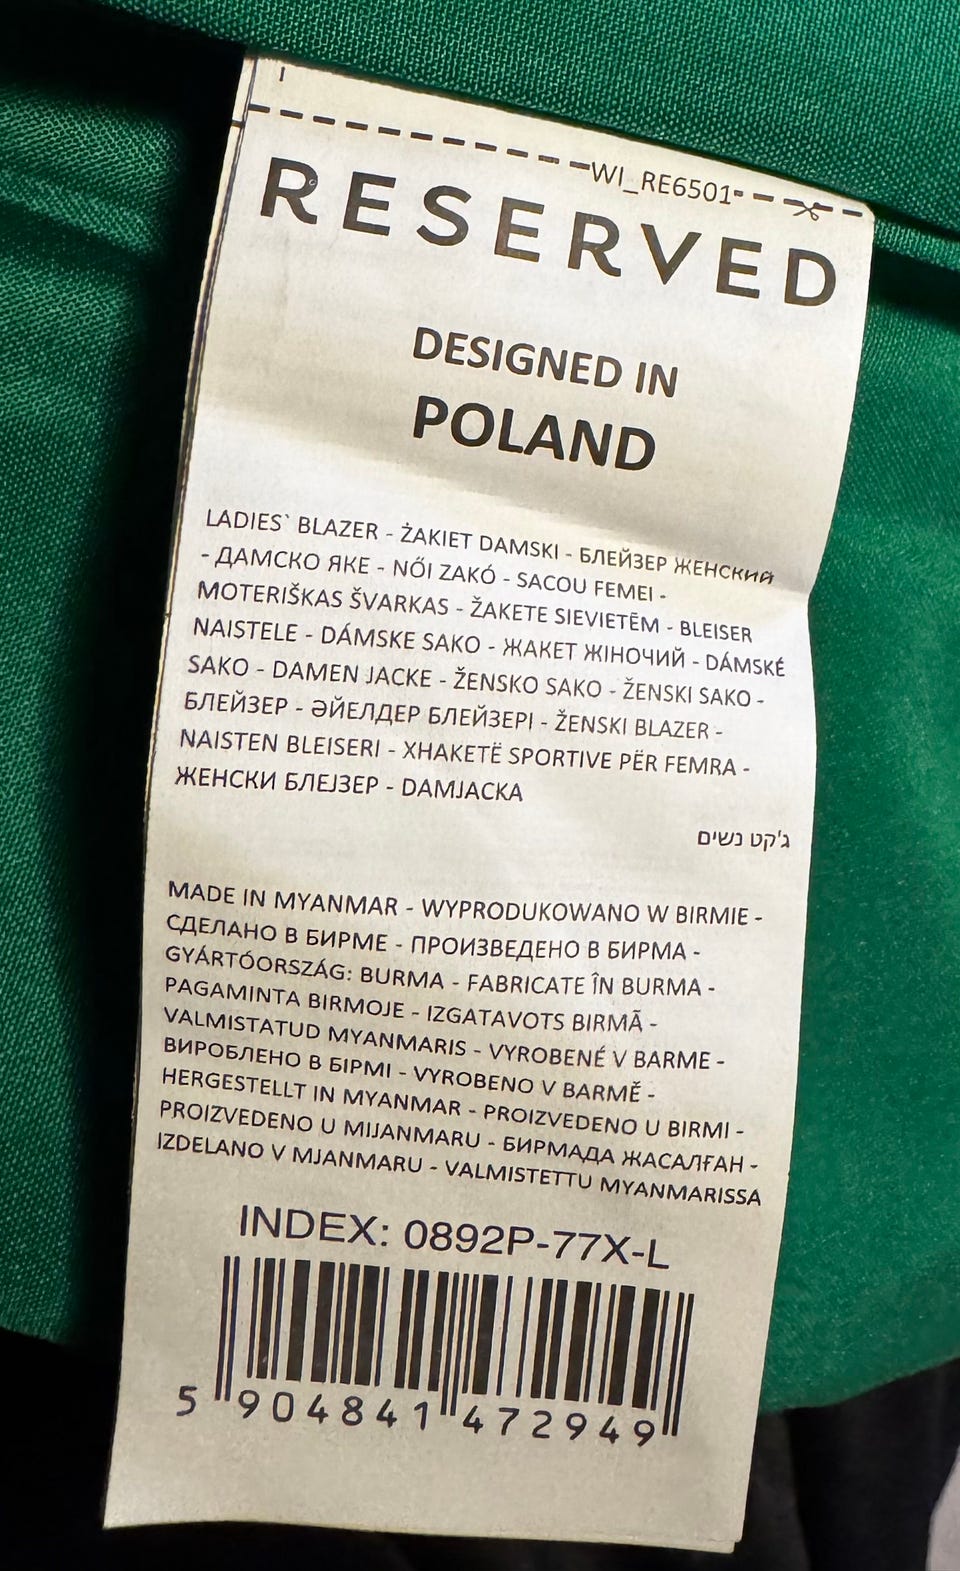 WI_RE6501
RESERVED
DESIGNED IN
POLAND
LADIES` BLAZER - ŻAKIET DAMSKI - БЛЕЙЗЕР ЖЕНСКИЙ
- ДАМСКО ЯКЕ - NŐI ZAKÓ - SACOU FEMEI -
MOTERIŠKAS ŠVARKAS - ŽAKETE SIEVIETĒM - BLEISER
NAISTELE - DÁMSKE SAKO - ЖАКЕТ ЖІНОЧИЙ - DÁMSKÉ
SAKO - DAMEN JACKE - ŽENSKO SAKO - ŽENSKI SAKO -
БЛЕЙЗЕР - ӘЙЕЛДЕР БЛЕЙЗЕРІ - ŽENSKI BLAZER -
NAISTEN BLEISERI - XHAKETË SPORTIVE PËR FEMRA -
ЖЕНСКИ БЛЕЈЗЕР - DAMJACKA
ג'קט נשים
MADE IN MYANMAR - WYPRODUKOWANO W BIRMIE -
СДЕЛАНО В БИРМЕ - ПРОИЗВЕДЕНО В БИРМА -
GYÁRTÓORSZÁG: BURMA - FABRICATE ÎN BURMA -
PAGAMINTA BIRMOJE - IZGATAVOTS BIRMÃ -
VALMISTATUD MYANMARIS - VYROBENÉ V BARME -
ВИРОБЛЕНО В БІРМІ - VYROBENO V BARMĚ -
HERGESTELLT IN MYANMAR - PROIZVEDENO U BIRMI -
PROIZVEDENO U MIJANMARU - БИРМАДА ЖАСАЛҒАН -
IZDELANO V MJANMARU - VALMISTETTU MYANMARISSA
INDEX: 0892P-77X-L
5 904841 472949